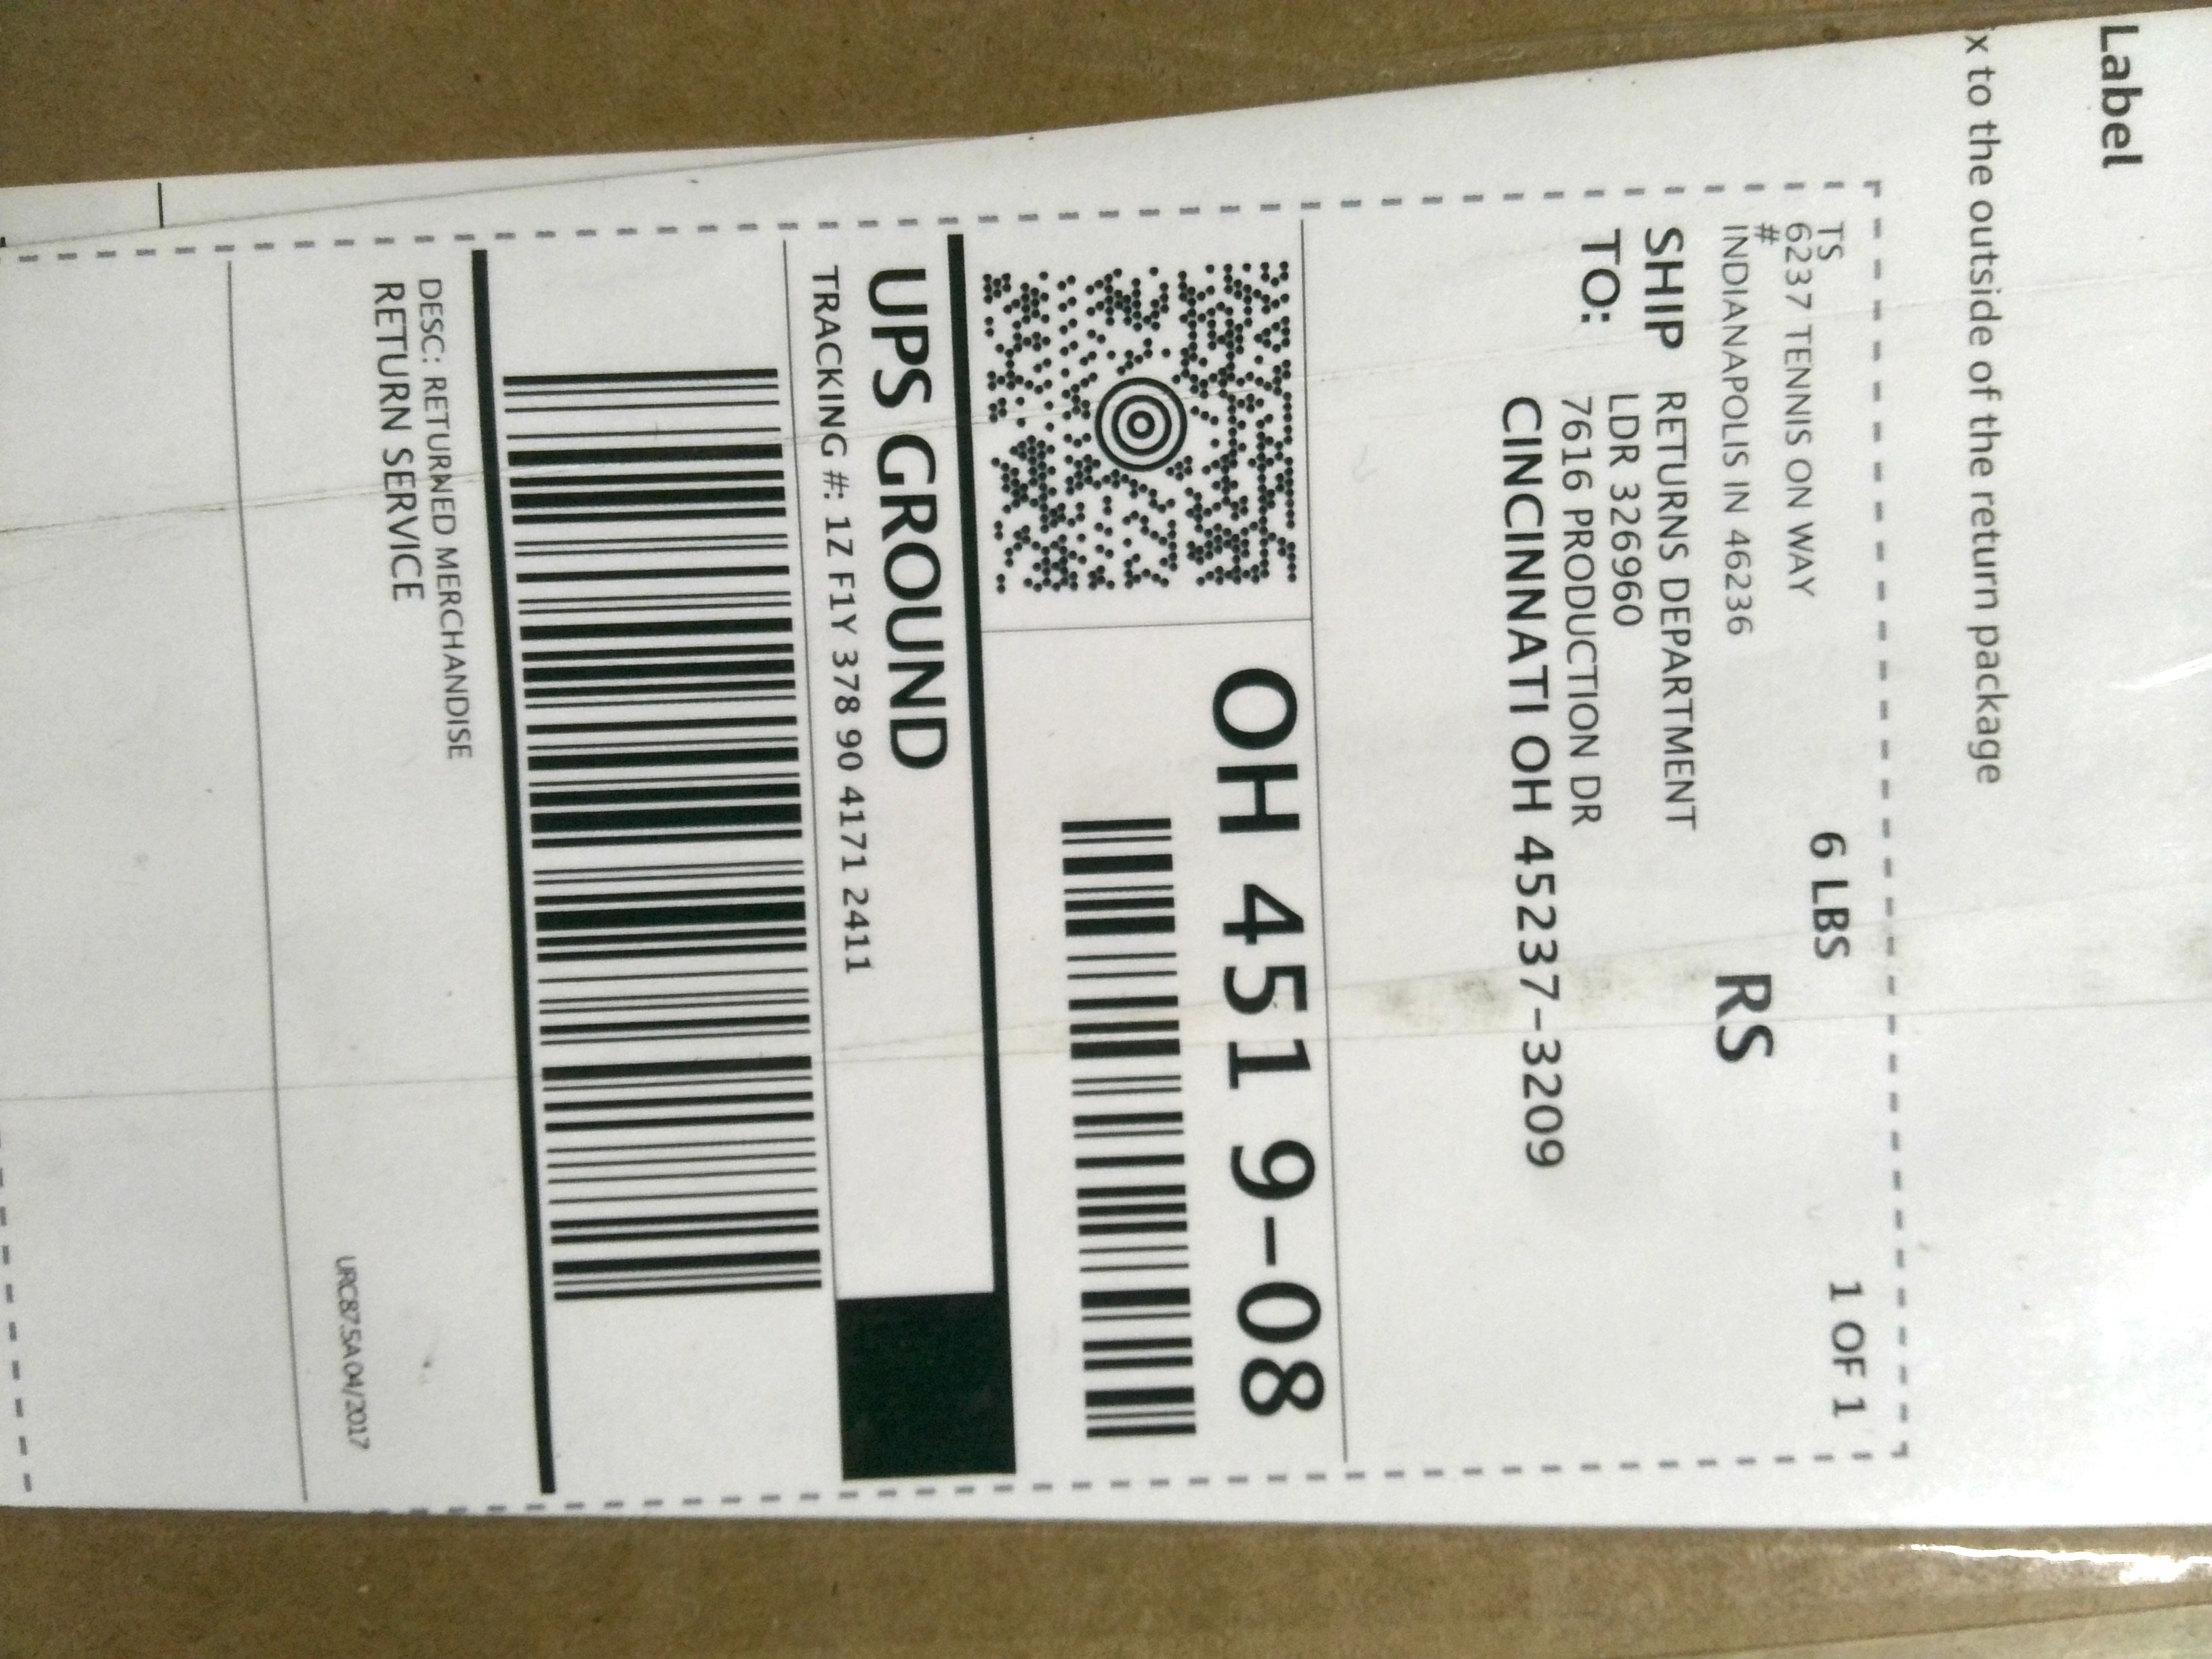 Label
x to the outside of the return package
TS
6237 TENNIS ON WAY
#
INDIANAPOLIS IN 46236
6 LBS
1 OF 1
RS
SHIP
TO:
RETURNS DEPARTMENT
LDR 326960
7616 PRODUCTION DR
CINCINNATI OH 45237-3209
OH 451 9-08
UPS GROUND
TRACKING #: 1Z F1Y 378 90 4171 2411
DESC: RETURNED MERCHANDISE
RETURN SERVICE
URC87.5A 04/2017